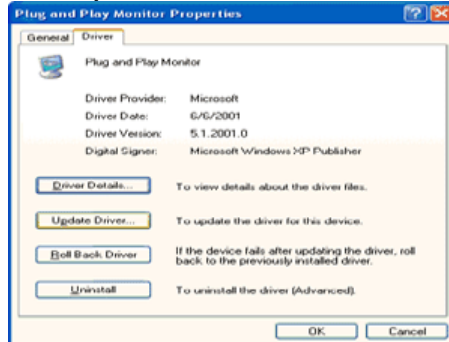 Plug and Play Monitor Properties
General Driver
Plug and Play Monitor
Driver Provider: Microsoft
Driver Date: 6/6/2001
Driver Version: 5.1.2001.0
Digital Signer: Microsoft Windows XP Publisher
Driver Details... To view details about the driver files.
Update Driver... To update the driver for this device.
Roll Back Driver If the device fails after updating the driver, roll
back to the previously installed driver.
Uninstall To uninstall the driver (Advanced).
OK Cancel